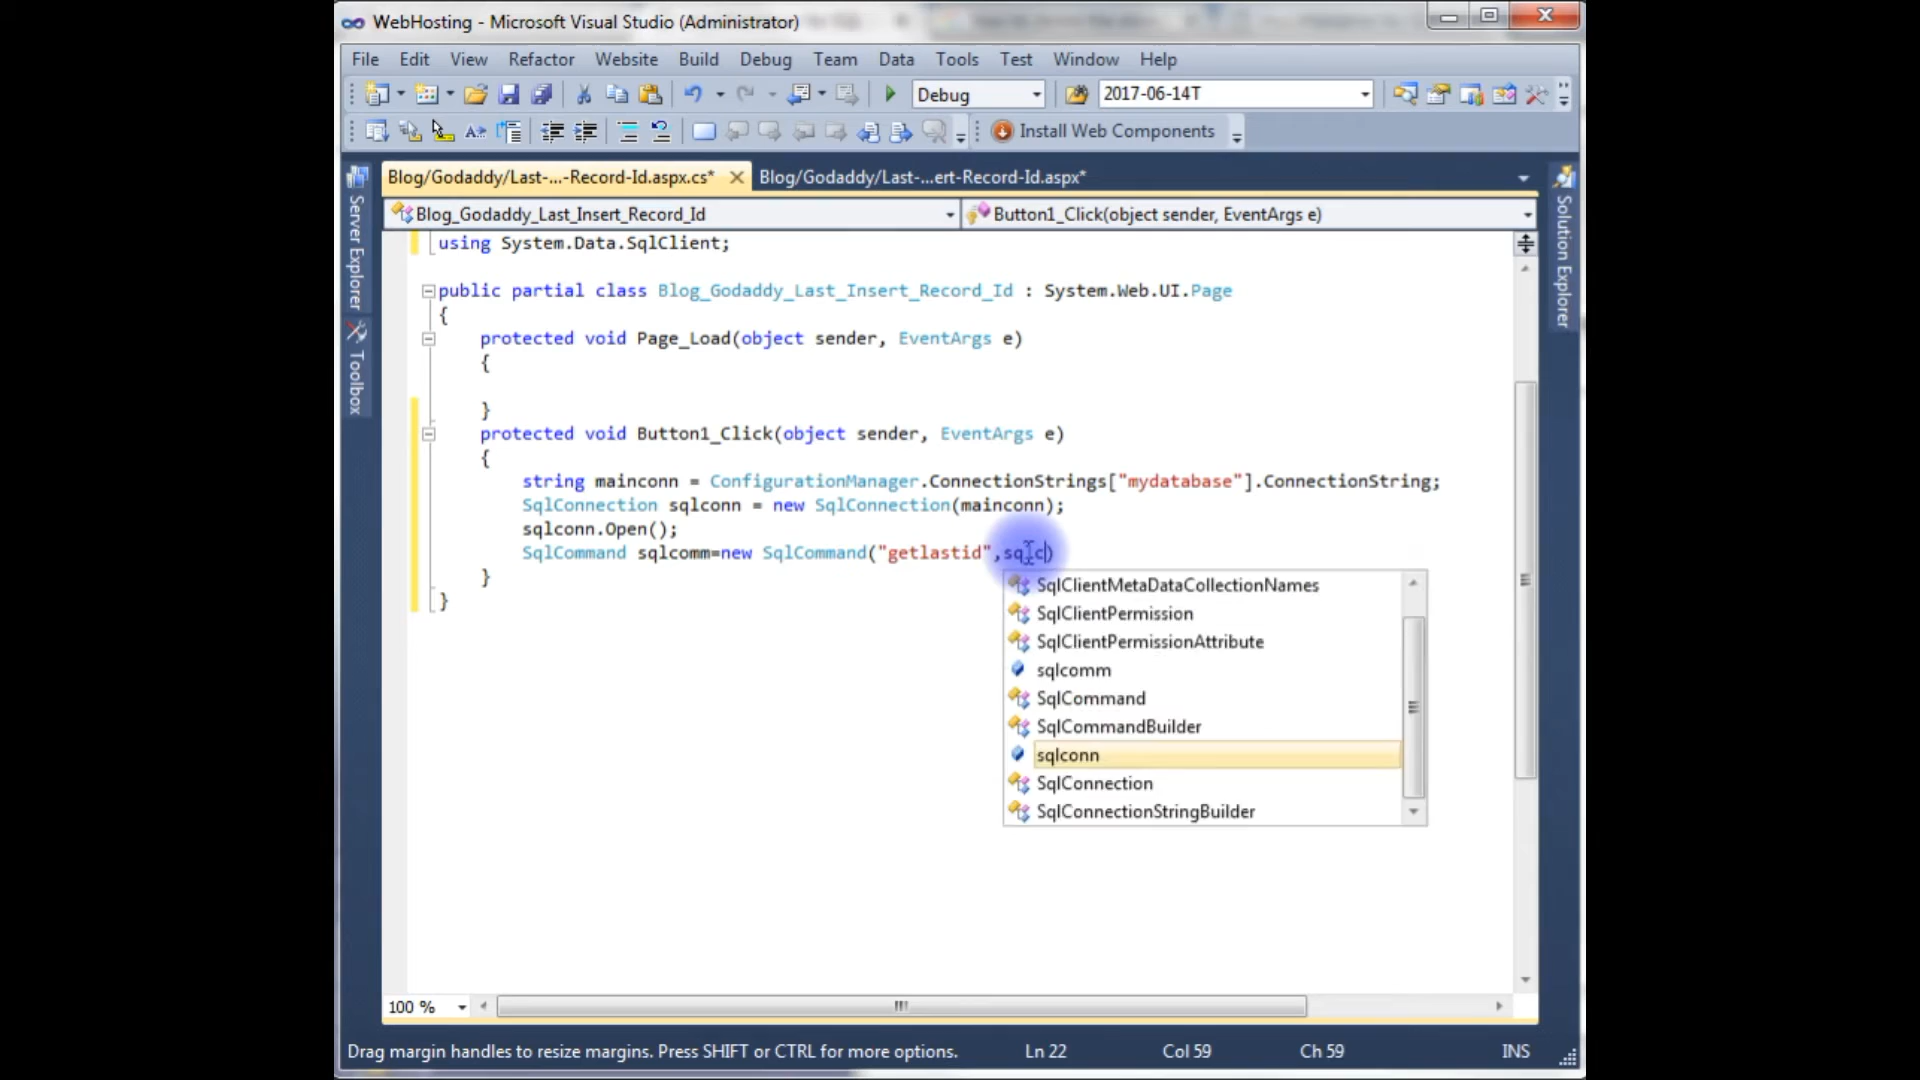 WebHosting - Microsoft Visual Studio (Administrator)
File Edit View Refactor Website Build Debug Team Data Tools Test Window Help
Debug 2017-06-14T
Install Web Components
Blog/Godaddy/Last-...-Record-Id.aspx.cs* Blog/Godaddy/Last-...ert-Record-Id.aspx*
Blog_Godaddy_Last_Insert_Record_Id Button1_Click(object sender, EventArgs e)
Server Explorer
Toolbox
Solution Explorer
using System.Data.SqlClient;
public partial class Blog_Godaddy_Last_Insert_Record_Id : System.Web.UI.Page
{
protected void Page_Load(object sender, EventArgs e)
{
}
protected void Button1_Click(object sender, EventArgs e)
{
string mainconn = ConfigurationManager.ConnectionStrings["mydatabase"].ConnectionString;
SqlConnection sqlconn = new SqlConnection(mainconn);
sqlconn.Open();
SqlCommand sqlcomm=new SqlCommand("getlastid",sqlc)
}
}
SqlClientMetaDataCollectionNames
SqlClientPermission
SqlClientPermissionAttribute
sqlcomm
SqlCommand
SqlCommandBuilder
sqlconn
SqlConnection
SqlConnectionStringBuilder
100 %
Drag margin handles to resize margins. Press SHIFT or CTRL for more options. Ln 22 Col 59 Ch 59 INS